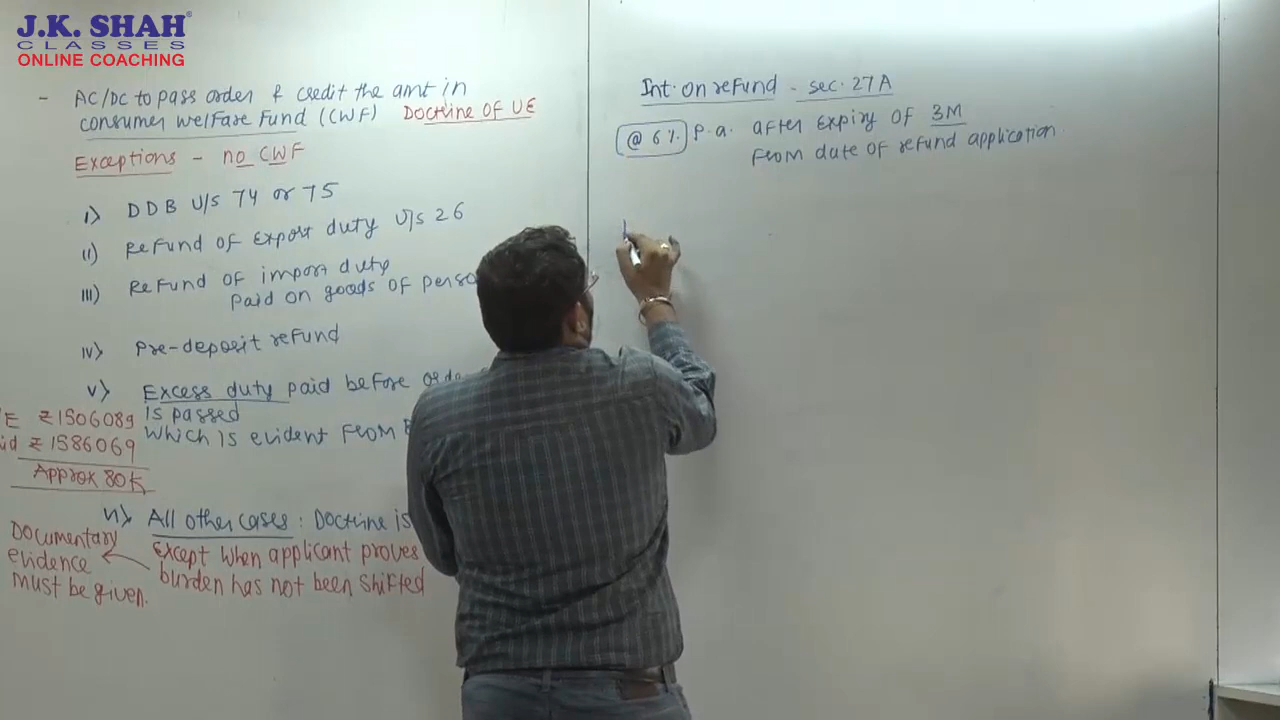 J.K. SHAH®
CLASSES
ONLINE COACHING
- AC/DC to pass order & credit the amt in
consumer welfare Fund (CWF) Doctrine of UE
Exceptions - no CWF
i) DDB U/s 74 or 75
ii) Refund of Export duty U/s 26
iii) Refund of import duty
paid on goods of perso
iv) Pre-deposit refund
v) Excess duty paid before orde
is passed
which is evident from
E ₹1506089
id ₹1586069
Approx 80K
vi) All other cases : Doctrine is
Except when applicant proves
burden has not been shifted
Documentary
evidence
must be given.
Int. on refund - sec. 27A
@ 6% p.a. after expiry of 3M
from date of refund application